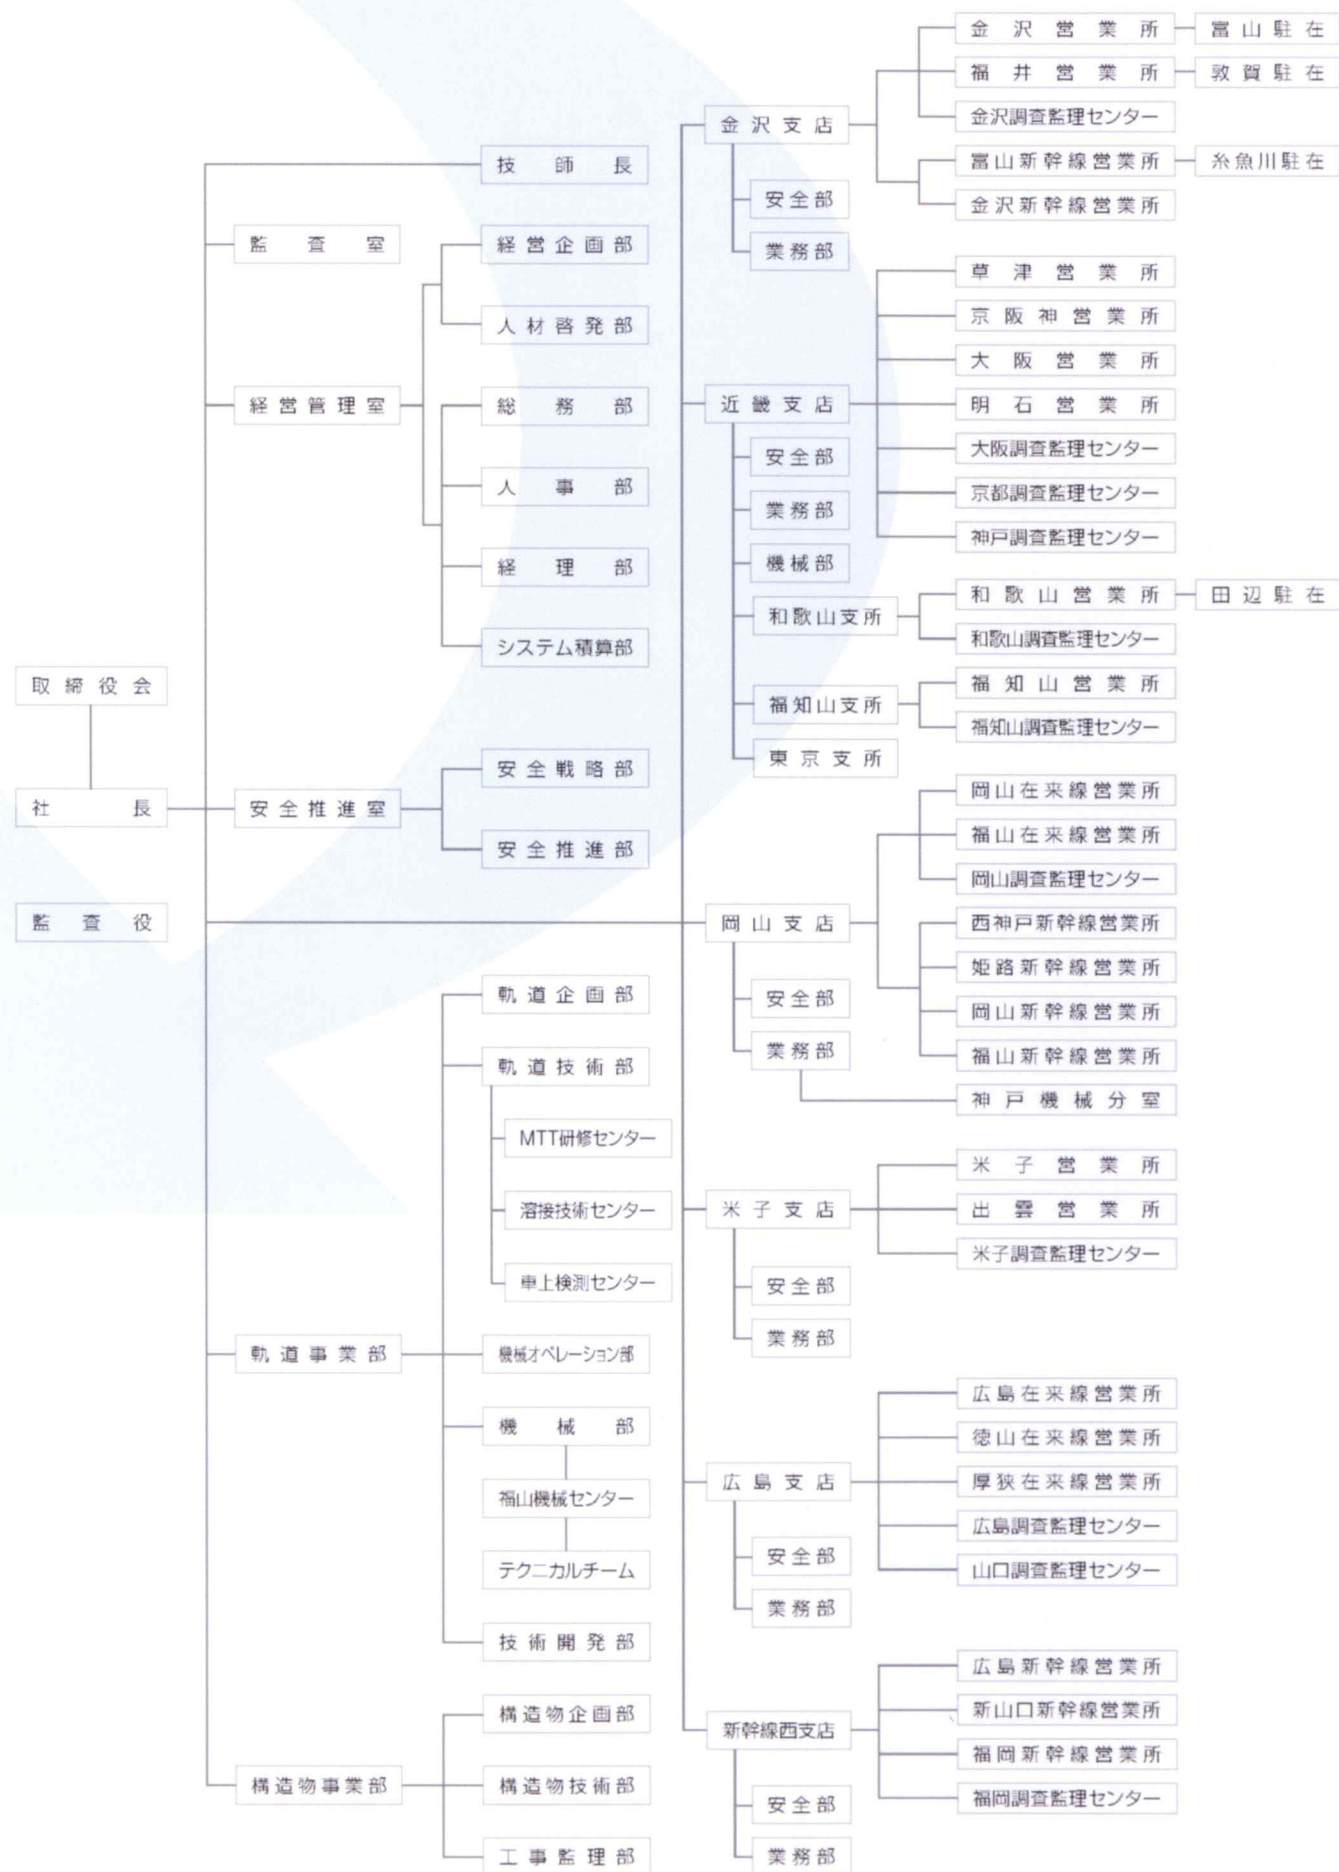 取締役会
社長
監査役
技師長
監査室
経営管理室
経営企画部
人材啓発部
総務部
人事部
経理部
システム積算部
安全推進室
安全戦略部
安全推進部
軌道事業部
軌道企画部
軌道技術部
MTT研修センター
溶接技術センター
車上検測センター
機械オペレーション部
機械部
福山機械センター
テクニカルチーム
技術開発部
構造物事業部
構造物企画部
構造物技術部
工事監理部
金沢支店
安全部
業務部
金沢営業所
富山駐在
福井営業所
敦賀駐在
金沢調査監理センター
富山新幹線営業所
糸魚川駐在
金沢新幹線営業所
近畿支店
安全部
業務部
機械部
草津営業所
京阪神営業所
大阪営業所
明石営業所
大阪調査監理センター
京都調査監理センター
神戸調査監理センター
和歌山支所
和歌山営業所
田辺駐在
和歌山調査監理センター
福知山支所
福知山営業所
福知山調査監理センター
東京支所
岡山支店
安全部
業務部
岡山在来線営業所
福山在来線営業所
岡山調査監理センター
西神戸新幹線営業所
姫路新幹線営業所
岡山新幹線営業所
福山新幹線営業所
神戸機械分室
米子支店
安全部
業務部
米子営業所
出雲営業所
米子調査監理センター
広島支店
安全部
業務部
広島在来線営業所
徳山在来線営業所
厚狭在来線営業所
広島調査監理センター
山口調査監理センター
新幹線西支店
安全部
業務部
広島新幹線営業所
新山口新幹線営業所
福岡新幹線営業所
福岡調査監理センター